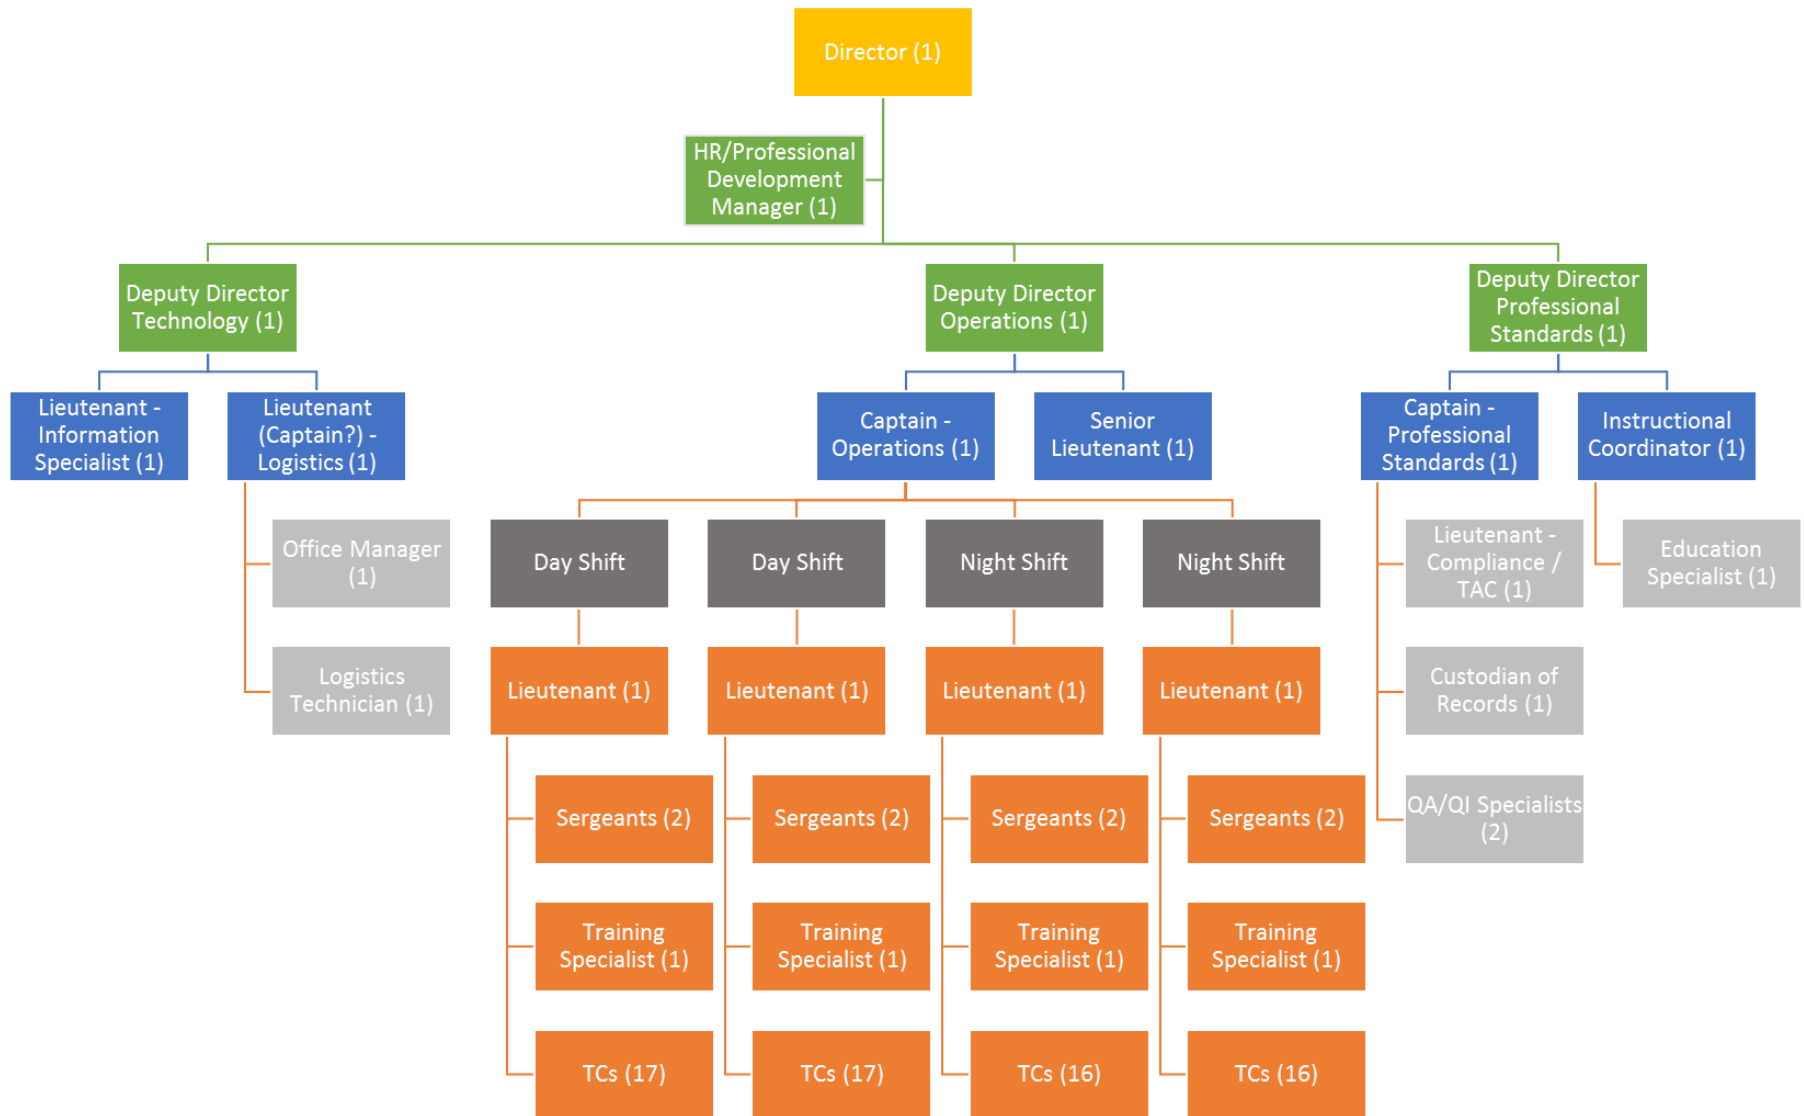 Director (1)
HR/Professional
Development
Manager (1)
Deputy Director
Technology (1)
Deputy Director
Operations (1)
Deputy Director
Professional
Standards (1)
Lieutenant -
Information
Specialist (1)
Lieutenant
(Captain?) -
Logistics (1)
Captain -
Operations (1)
Senior
Lieutenant (1)
Captain -
Professional
Standards (1)
Instructional
Coordinator (1)
Office Manager
(1)
Day Shift
Day Shift
Night Shift
Night Shift
Lieutenant -
Compliance /
TAC (1)
Education
Specialist (1)
Logistics
Technician (1)
Lieutenant (1)
Lieutenant (1)
Lieutenant (1)
Lieutenant (1)
Custodian of
Records (1)
Sergeants (2)
Sergeants (2)
Sergeants (2)
Sergeants (2)
QA/QI Specialists
(2)
Training
Specialist (1)
Training
Specialist (1)
Training
Specialist (1)
Training
Specialist (1)
TCs (17)
TCs (17)
TCs (16)
TCs (16)